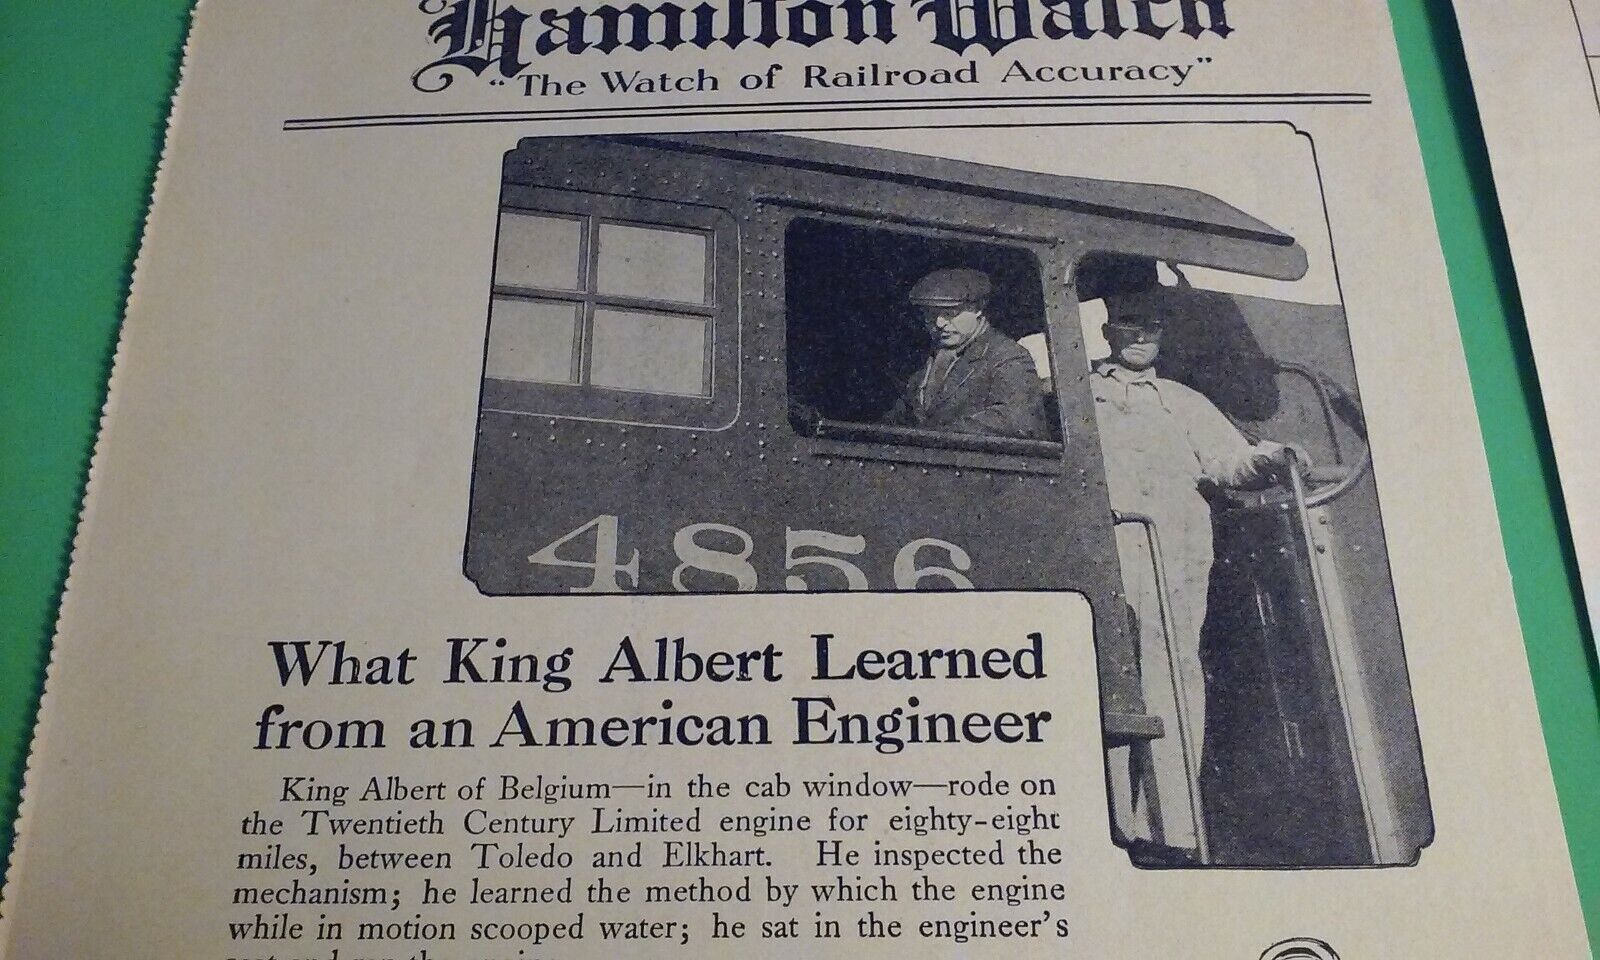 Hamilton Watch
"The Watch of Railroad Accuracy"
4856
What King Albert Learned
from an American Engineer
King Albert of Belgium—in the cab window—rode on
the Twentieth Century Limited engine for eighty-eight
miles, between Toledo and Elkhart. He inspected the
mechanism; he learned the method by which the engine
while in motion scooped water; he sat in the engineer's